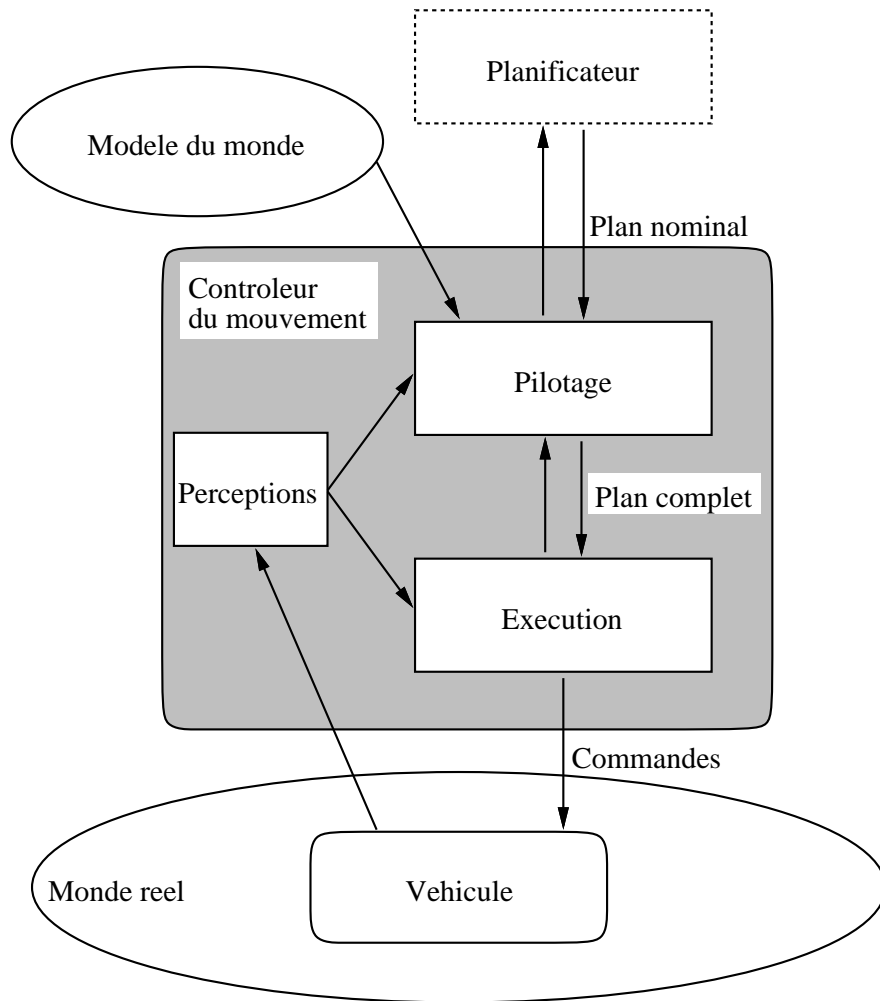 Planificateur
Modele du monde
Plan nominal
Controleur
du mouvement
Pilotage
Perceptions
Plan complet
Execution
Commandes
Monde reel
Vehicule